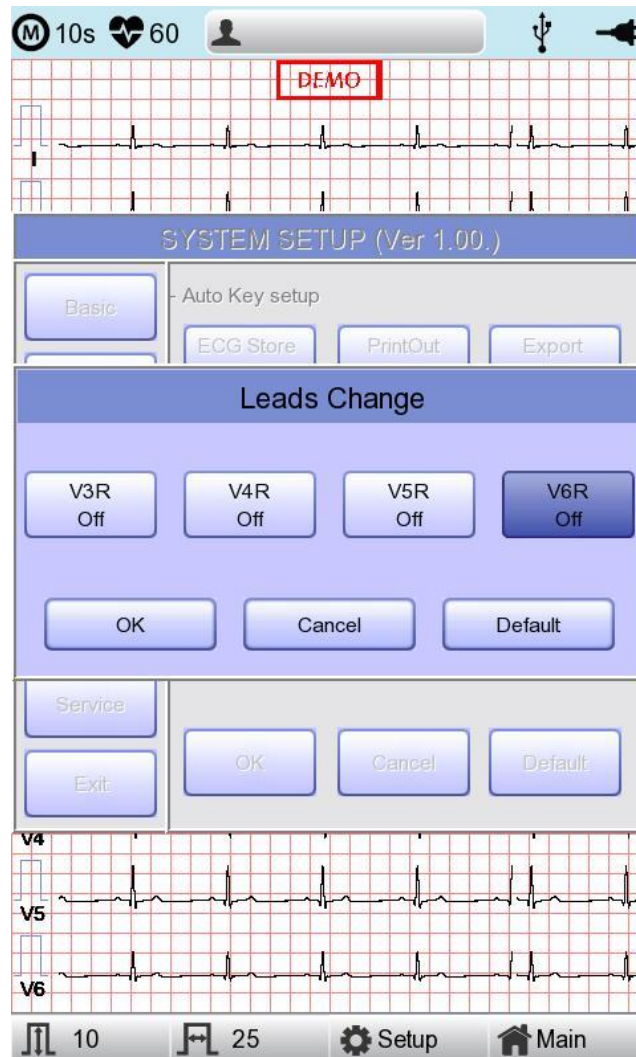 M 10s 60
DEMO
I
SYSTEM SETUP (Ver 1.00.)
Basic
- Auto Key setup
ECG Store PrintOut Export
Leads Change
V3R Off
V4R Off
V5R Off
V6R Off
OK Cancel Default
Service
Exit
OK Cancel Default
V4
V5
V6
10 25 Setup Main